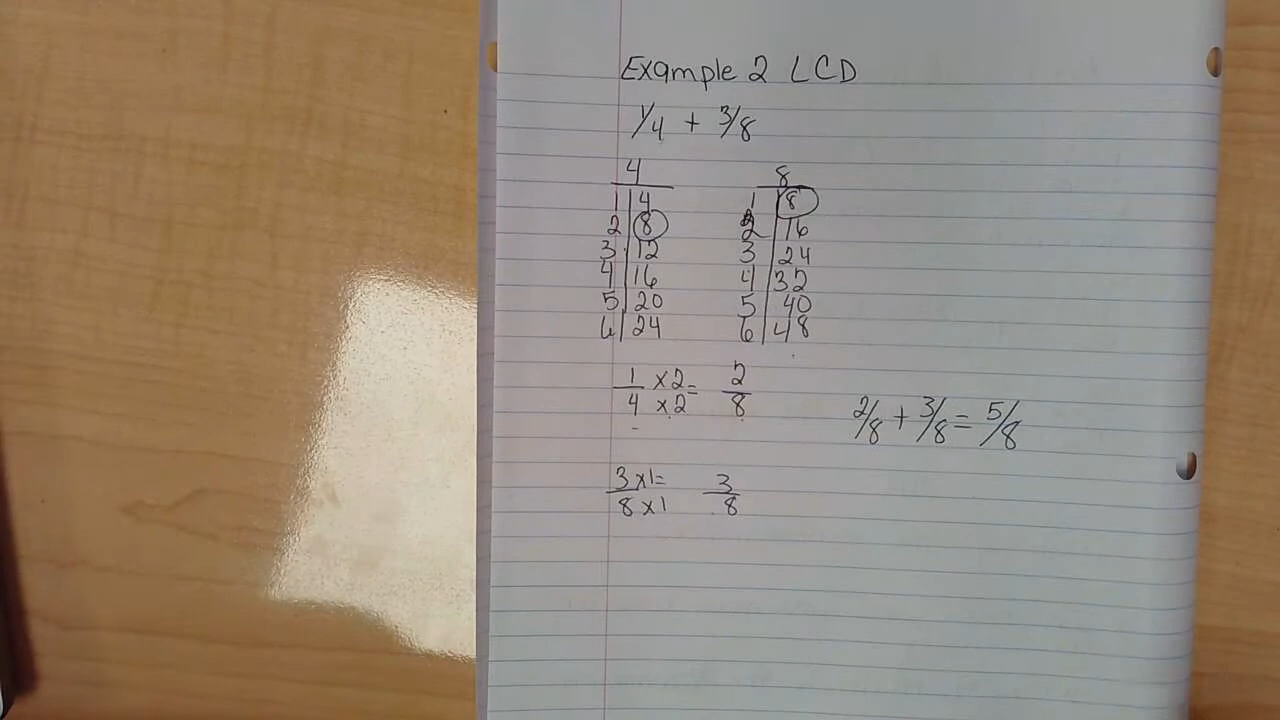 Example 2 LCD
1/4 + 3/8
4
1 4
2 8
3 12
4 16
5 20
6 24
8
1 8
2 16
3 24
4 32
5 40
6 48
1 x2 = 2
4 x2 8
2/8 + 3/8 = 5/8
3 x1= 3
8 x1 8